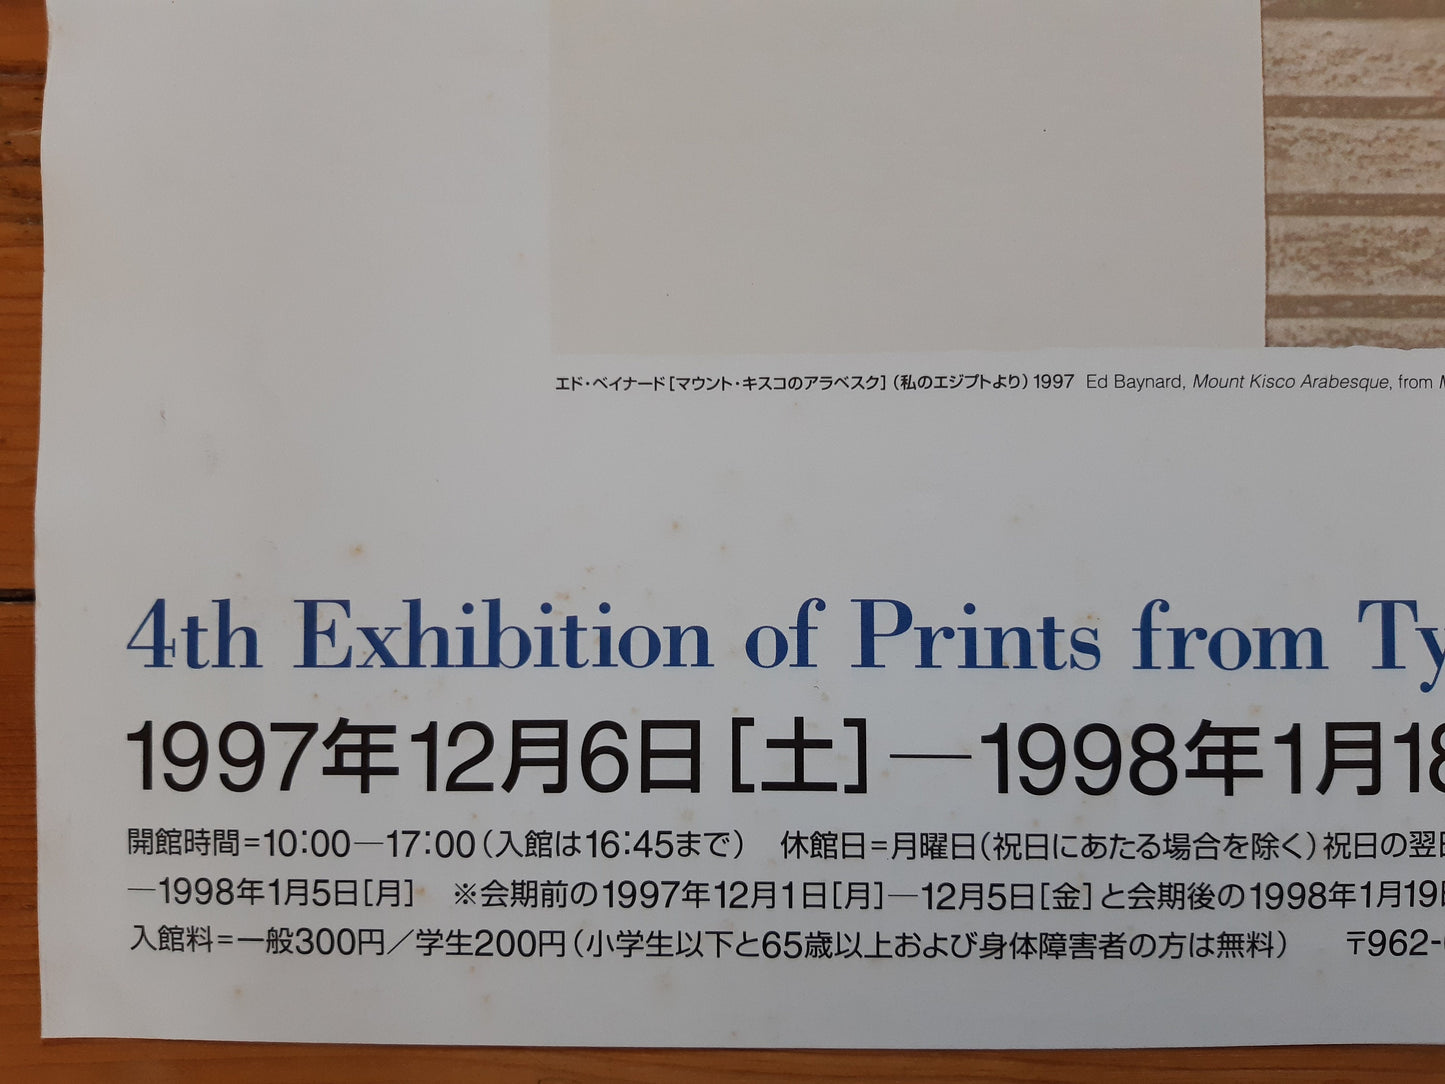 エド・ベイナード［マウント・キスコのアラベスク］（私のエジプトより）1997 Ed Baynard, Mount Kisco Arabesque, from
4th Exhibition of Prints from Ty
1997年12月6日［土］―1998年1月18
開館時間=10:00―17:00（入館は16:45まで） 休館日=月曜日（祝日にあたる場合を除く）祝日の翌日
―1998年1月5日［月］ ※会期前の1997年12月1日［月］―12月5日［金］と会期後の1998年1月19日
入館料=一般300円／学生200円（小学生以下と65歳以上および身体障害者の方は無料） 〒962-